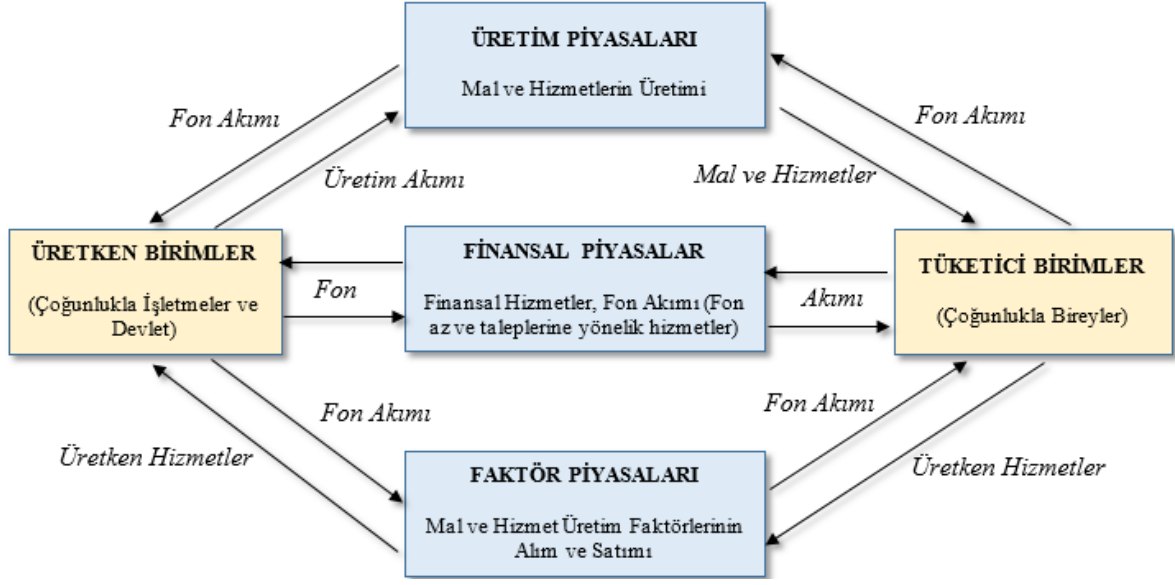 ÜRETİM PİYASALARI
Mal ve Hizmetlerin Üretimi
Fon Akımı
Fon Akımı
Üretim Akımı
Mal ve Hizmetler
ÜRETKEN BİRİMLER
(Çoğunlukla İşletmeler ve
Devlet)
Fon
FİNANSAL PİYASALAR
Finansal Hizmetler, Fon Akımı (Fon
az ve taleplerine yönelik hizmetler)
Akımı
TÜKETİCİ BİRİMLER
(Çoğunlukla Bireyler)
Fon Akımı
Fon Akımı
Üretken Hizmetler
Üretken Hizmetler
FAKTÖR PİYASALARI
Mal ve Hizmet Üretim Faktörlerinin
Alım ve Satımı